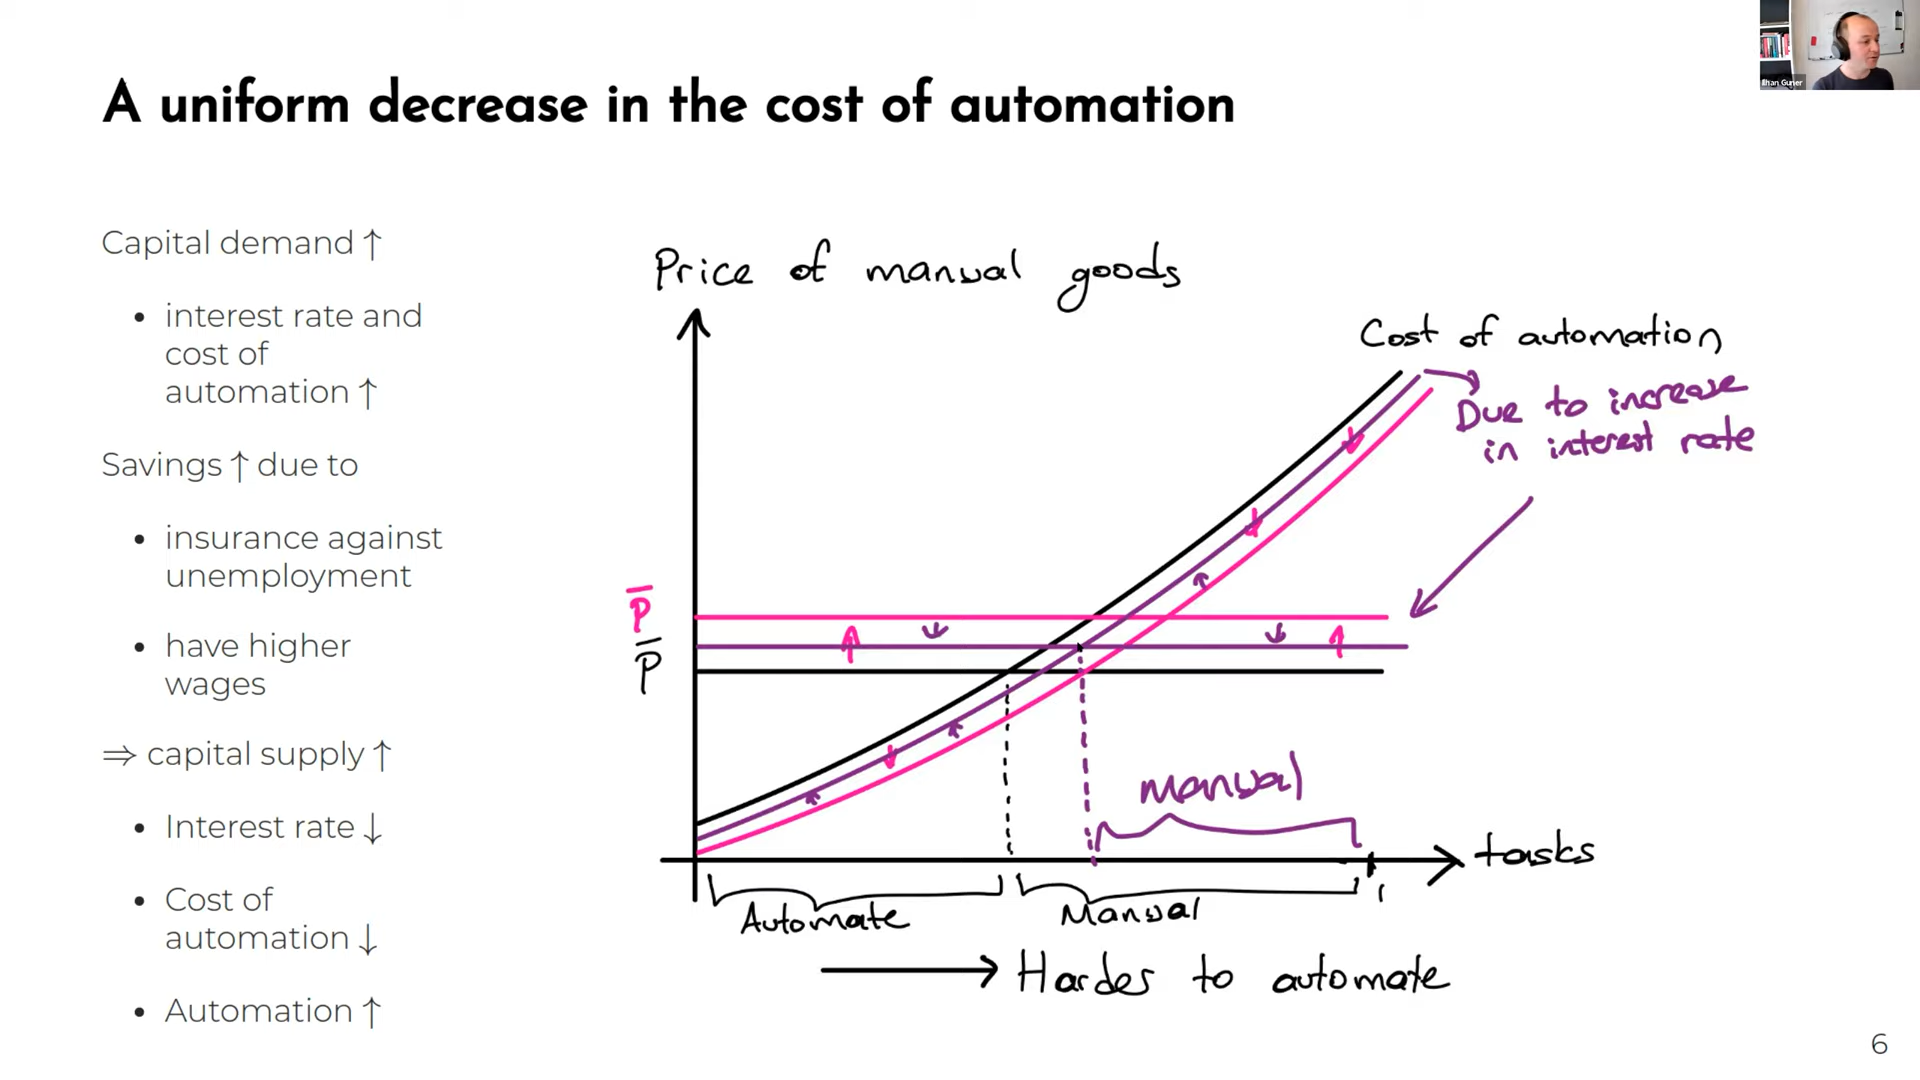 A uniform decrease in the cost of automation
Capital demand ↑
• interest rate and
cost of
automation ↑
Savings ↑ due to
• insurance against
unemployment
• have higher
wages
⇒ capital supply ↑
• Interest rate ↓
• Cost of
automation ↓
• Automation ↑
Price of manual goods
Cost of automation
Due to increase
in interest rate
p̅
p̅
manual
tasks
1
Automate
Manual
Harder to automate
6